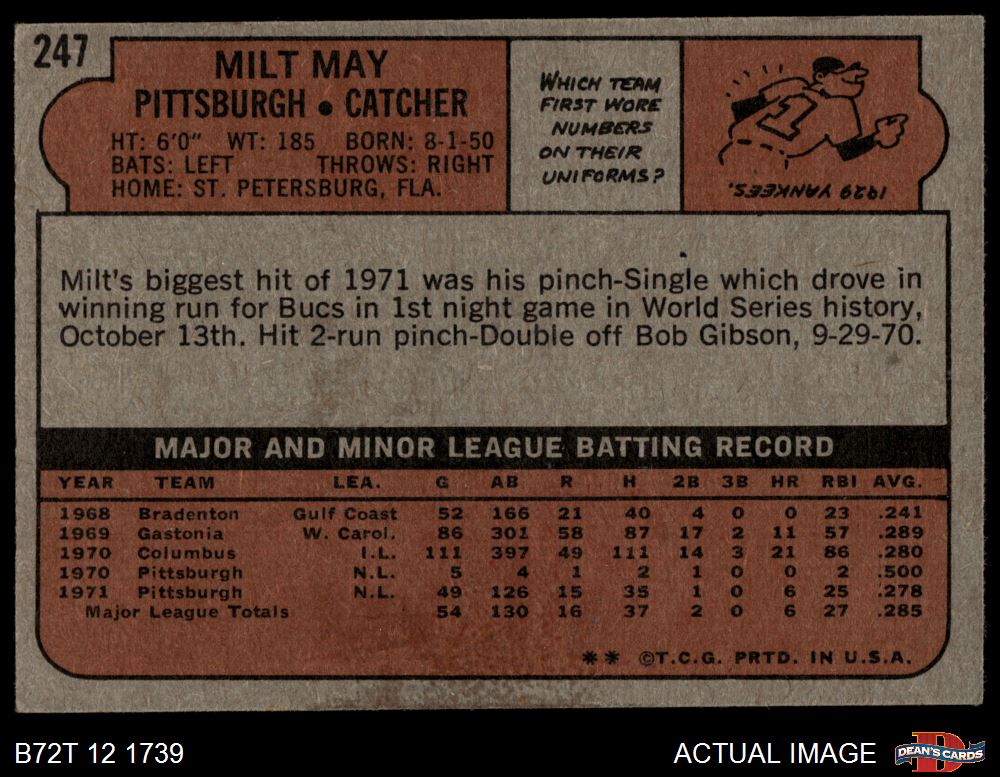 247
MILT MAY
PITTSBURGH • CATCHER
HT: 6'0" WT: 185 BORN: 8-1-50
BATS: LEFT THROWS: RIGHT
HOME: ST. PETERSBURG, FLA.
WHICH TEAM
FIRST WORE
NUMBERS
ON THEIR
UNIFORMS?
1
1929 YANKEES.
Milt's biggest hit of 1971 was his pinch-Single which drove in
winning run for Bucs in 1st night game in World Series history,
October 13th. Hit 2-run pinch-Double off Bob Gibson, 9-29-70.
MAJOR AND MINOR LEAGUE BATTING RECORD
YEAR TEAM LEA. G AB R H 2B 3B HR RBI AVG.
1968 Bradenton Gulf Coast 52 166 21 40 4 0 0 23 .241
1969 Gastonia W. Carol. 86 301 58 87 17 2 11 57 .289
1970 Columbus I.L. 111 397 49 111 14 3 21 86 .280
1970 Pittsburgh N.L. 5 4 1 2 1 0 0 2 .500
1971 Pittsburgh N.L. 49 126 15 35 1 0 6 25 .278
Major League Totals 54 130 16 37 2 0 6 27 .285
** ©T.C.G. PRTD. IN U.S.A.
B72T 12 1739
ACTUAL IMAGE
D
DEAN'S CARDS